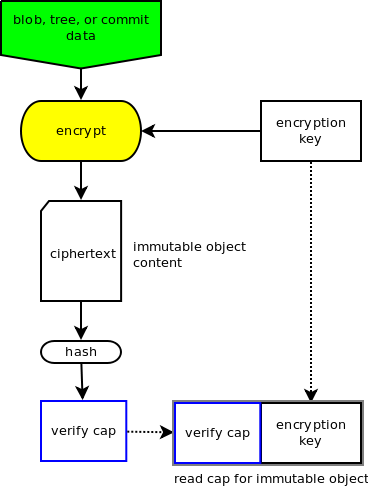 blob, tree, or commit
data
encrypt
encryption
key
ciphertext
immutable object
content
hash
verify cap
verify cap
encryption
key
read cap for immutable object